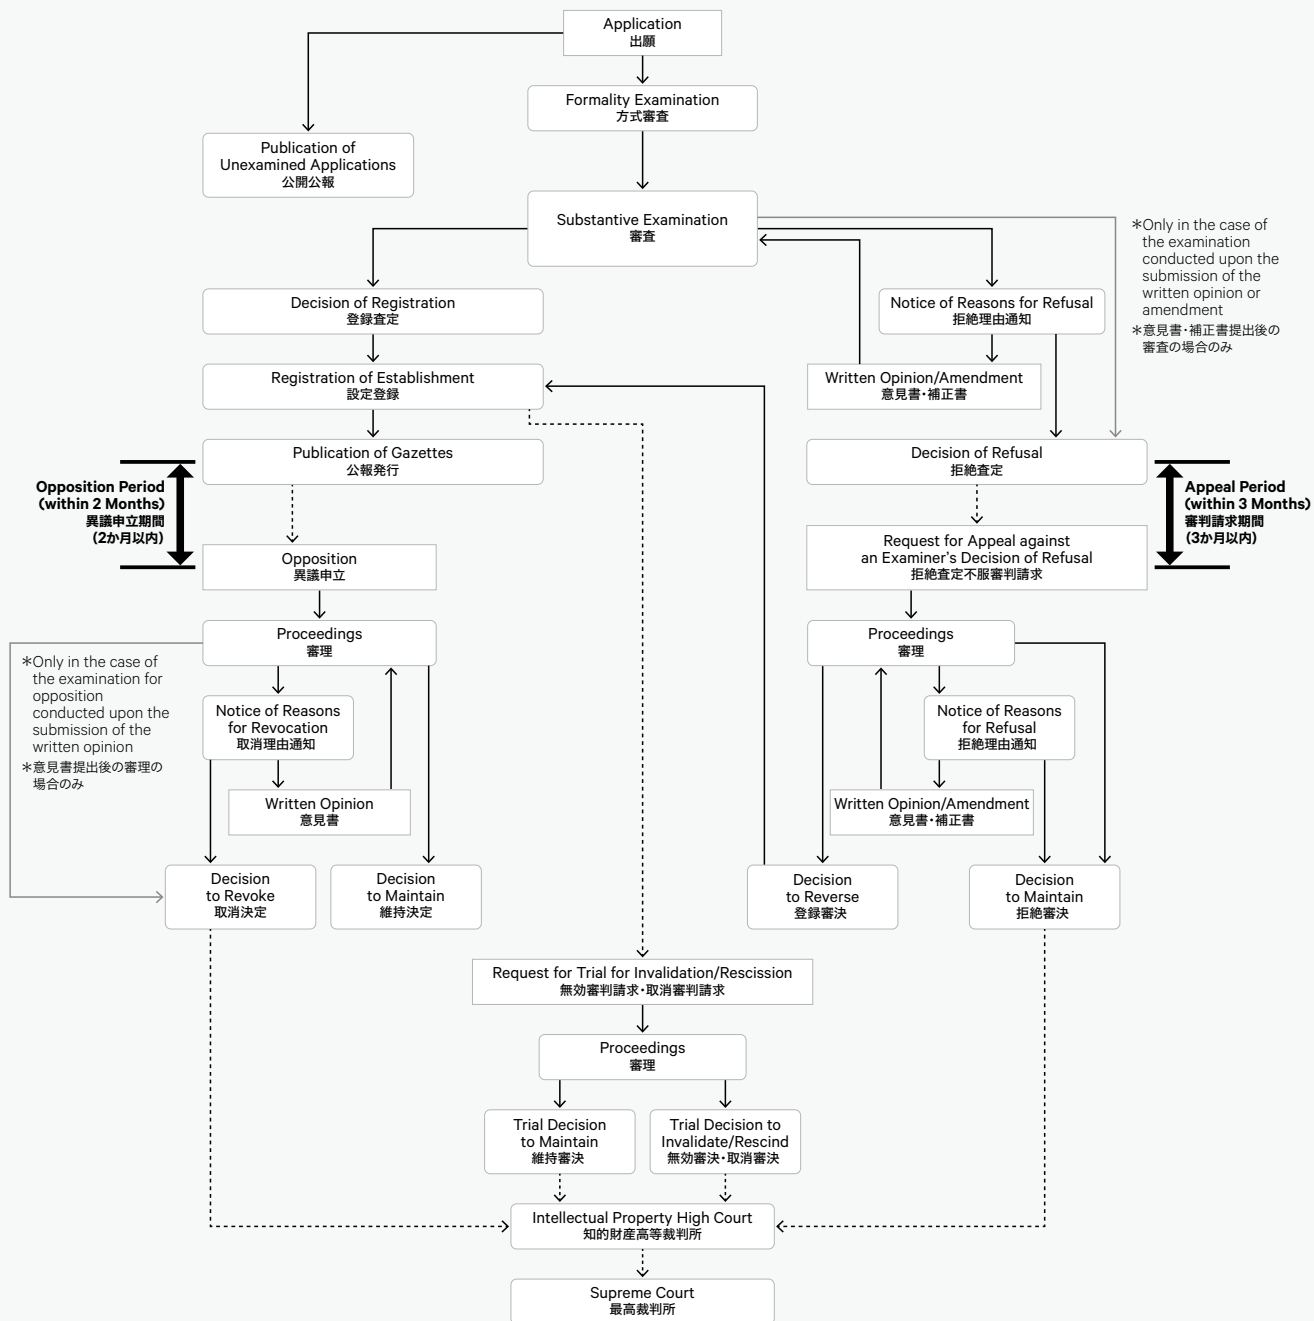 Application
出願
Formality Examination
方式審査
Publication of
Unexamined Applications
公開公報
Substantive Examination
審査
＊Only in the case of
the examination
conducted upon the
submission of the
written opinion or
amendment
＊意見書・補正書提出後の
審査の場合のみ
Decision of Registration
登録査定
Notice of Reasons for Refusal
拒絶理由通知
Registration of Establishment
設定登録
Written Opinion/Amendment
意見書・補正書
Publication of Gazettes
公報発行
Decision of Refusal
拒絶査定
Opposition Period
(within 2 Months)
異議申立期間
(2か月以内)
Appeal Period
(within 3 Months)
審判請求期間
(3か月以内)
Opposition
異議申立
Request for Appeal against
an Examiner's Decision of Refusal
拒絶査定不服審判請求
Proceedings
審理
Proceedings
審理
＊Only in the case of
the examination for
opposition
conducted upon the
submission of the
written opinion
＊意見書提出後の審理の
場合のみ
Notice of Reasons
for Revocation
取消理由通知
Notice of Reasons
for Refusal
拒絶理由通知
Written Opinion
意見書
Written Opinion/Amendment
意見書・補正書
Decision
to Revoke
取消決定
Decision
to Maintain
維持決定
Decision
to Reverse
登録審決
Decision
to Maintain
拒絶審決
Request for Trial for Invalidation/Rescission
無効審判請求・取消審判請求
Proceedings
審理
Trial Decision
to Maintain
維持審決
Trial Decision to
Invalidate/Rescind
無効審決・取消審決
Intellectual Property High Court
知的財産高等裁判所
Supreme Court
最高裁判所